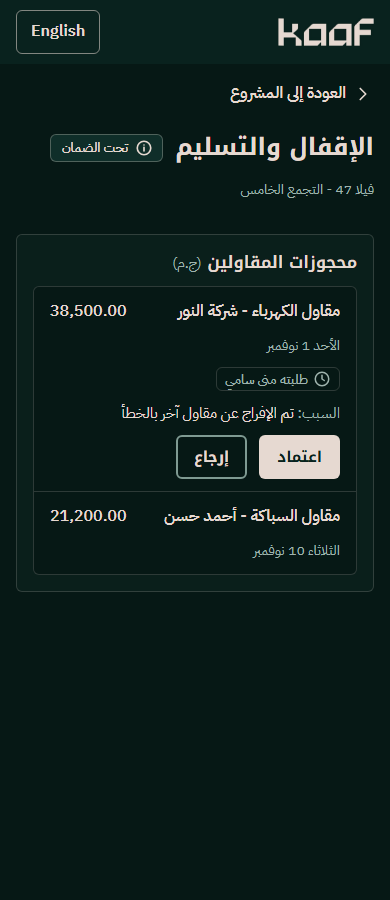 kaaf
English
العودة إلى المشروع
الإقفال والتسليم
تحت الضمان
فيلا 47 - التجمع الخامس
محجوزات المقاولين (ج.م)
مقاول الكهرباء - شركة النور 38,500.00
الأحد 1 نوفمبر
طلبته منى سامي
السبب: تم الإفراج عن مقاول آخر بالخطأ
اعتماد
إرجاع
مقاول السباكة - أحمد حسن 21,200.00
الثلاثاء 10 نوفمبر